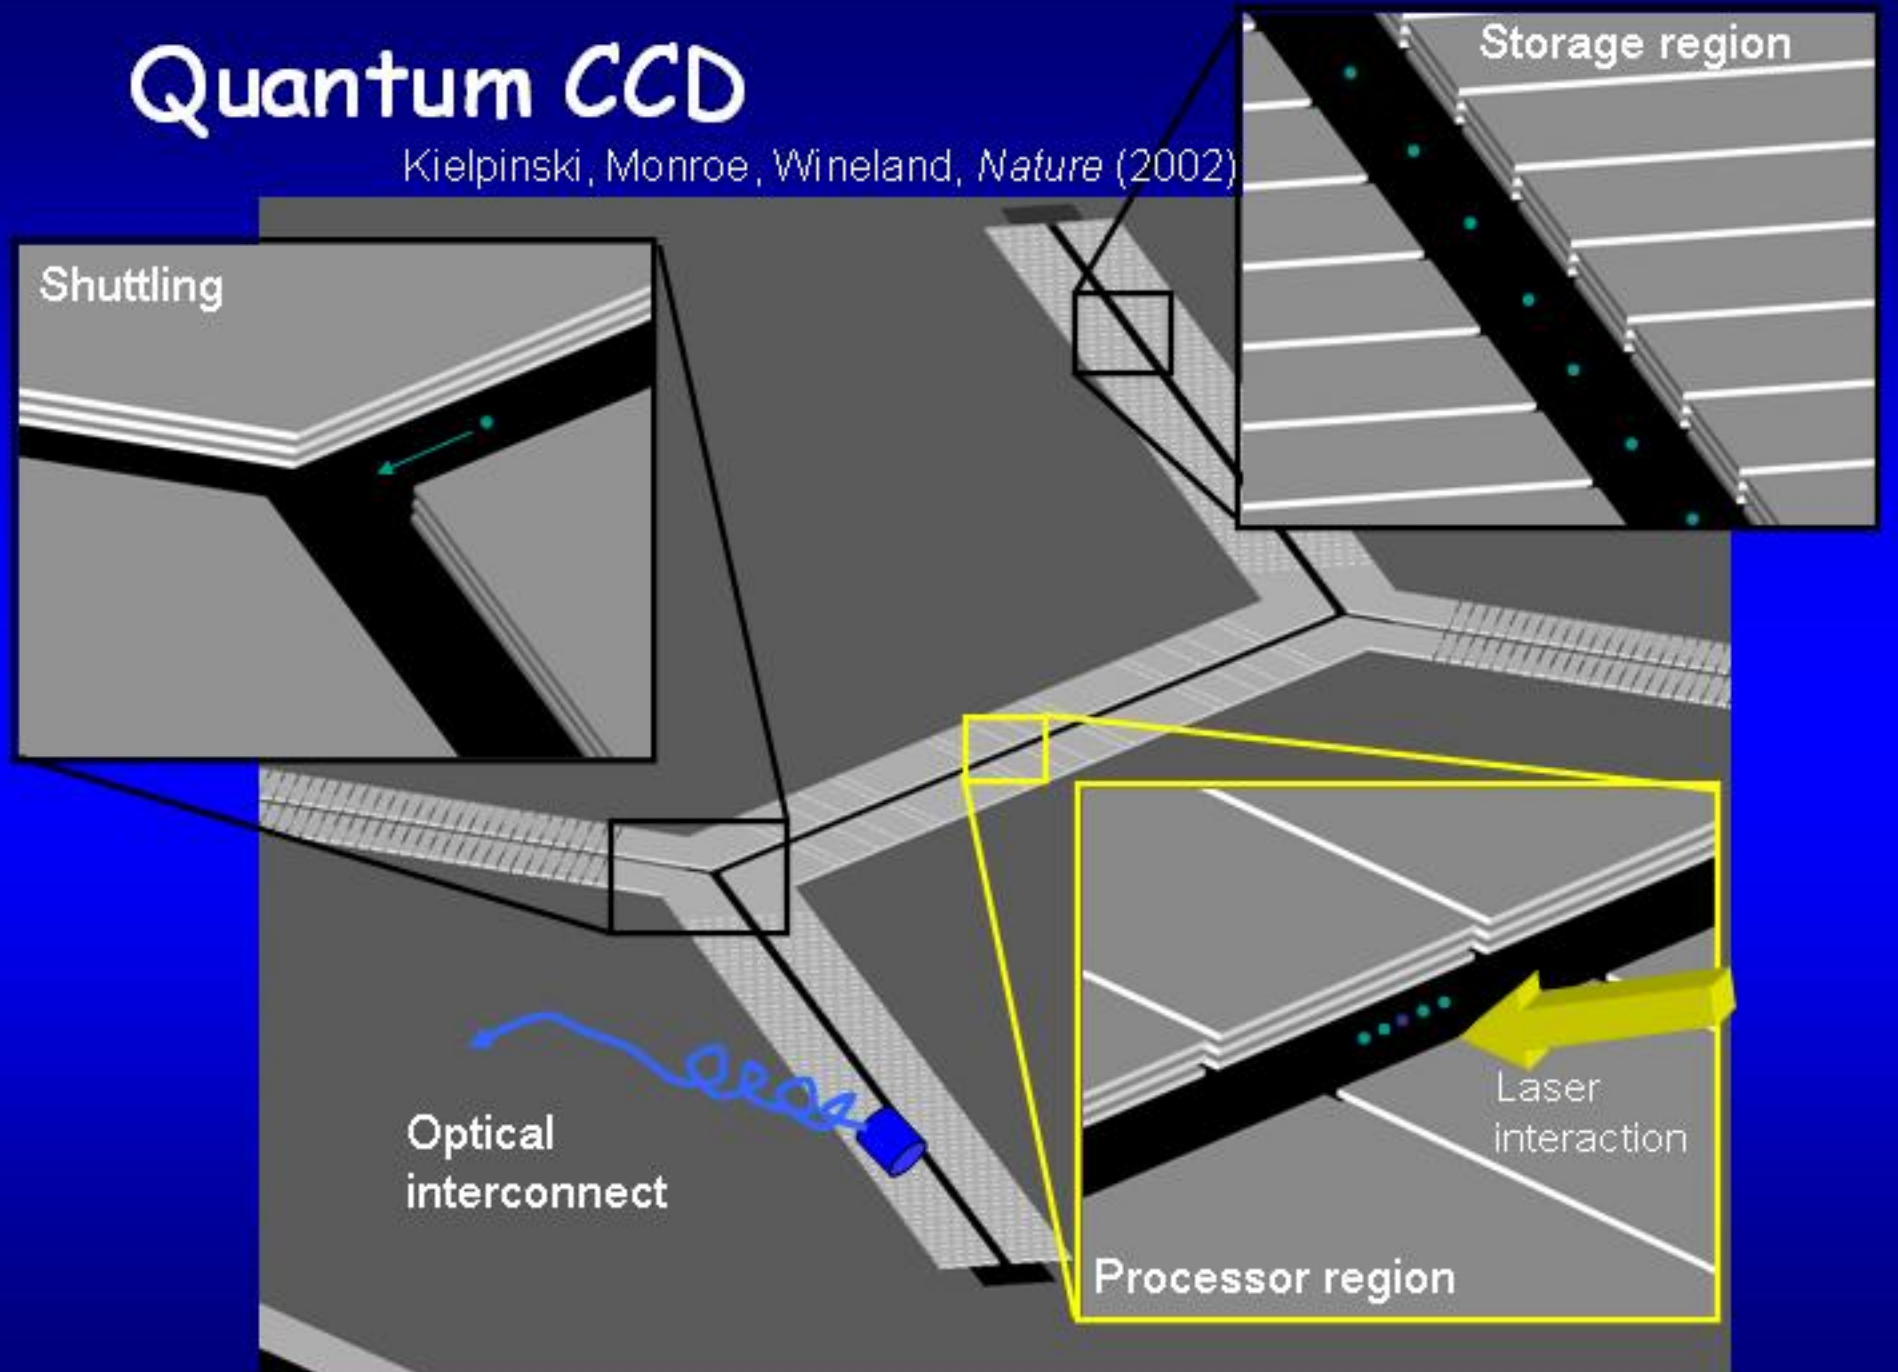 Quantum CCD
Kielpinski, Monroe, Wineland, Nature (2002)
Storage region
Shuttling
Optical
interconnect
Laser
interaction
Processor region